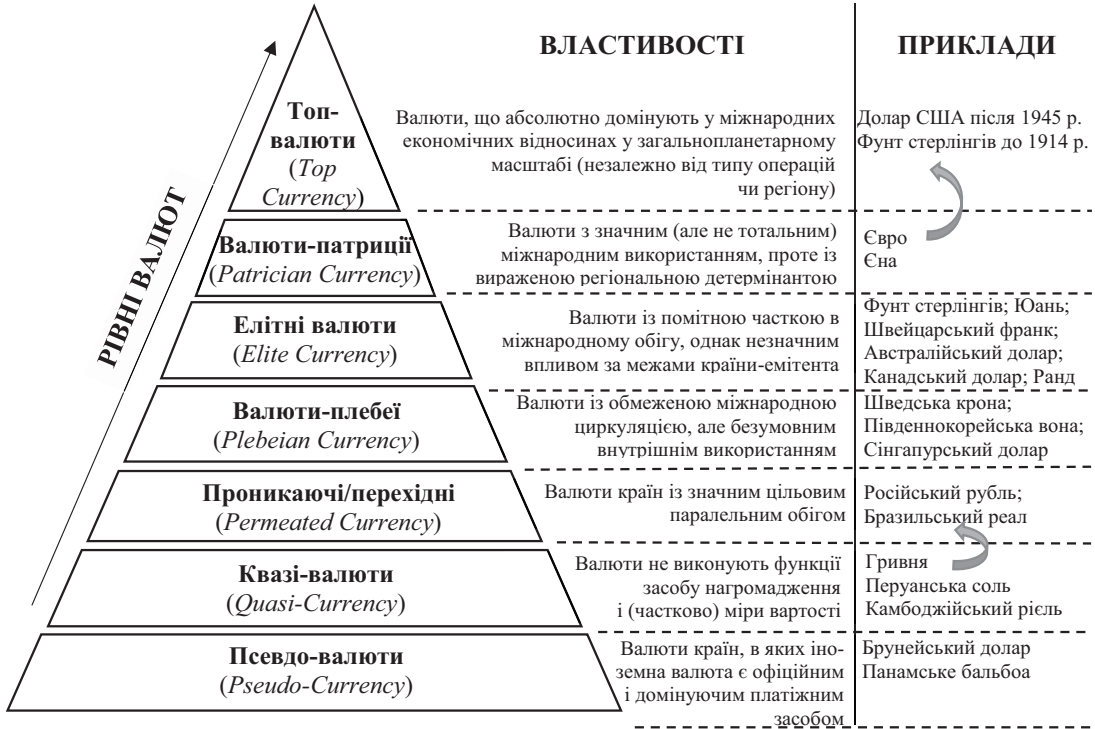 ВЛАСТИВОСТІ
ПРИКЛАДИ
РІВНІ ВАЛЮТ
Топ-
валюти
(Top
Currency)
Валюти, що абсолютно домінують у міжнародних
економічних відносинах у загальнопланетарному
масштабі (незалежно від типу операцій
чи регіону)
Долар США після 1945 р.
Фунт стерлінгів до 1914 р.
Валюти-патриції
(Patrician Currency)
Валюти з значним (але не тотальним)
міжнародним використанням, проте із
вираженою регіональною детермінантою
Євро
Єна
Елітні валюти
(Elite Currency)
Валюти із помітною часткою в
міжнародному обігу, однак незначним
впливом за межами країни-емітента
Фунт стерлінгів; Юань;
Швейцарський франк;
Австралійський долар;
Канадський долар; Ранд
Валюти-плебеї
(Plebeian Currency)
Валюти із обмеженою міжнародною
циркуляцією, але безумовним
внутрішнім використанням
Шведська крона;
Південнокорейська вона;
Сінгапурський долар
Проникаючі/перехідні
(Permeated Currency)
Валюти країн із значним цільовим
паралельним обігом
Російський рубль;
Бразильський реал
Квазі-валюти
(Quasi-Currency)
Валюти не виконують функції
засобу нагромадження
і (частково) міри вартості
Гривня
Перуанська соль
Камбоджійський рієль
Псевдо-валюти
(Pseudo-Currency)
Валюти країн, в яких іно-
земна валюта є офіційним
і домінуючим платіжним
засобом
Брунейський долар
Панамське бальбоа